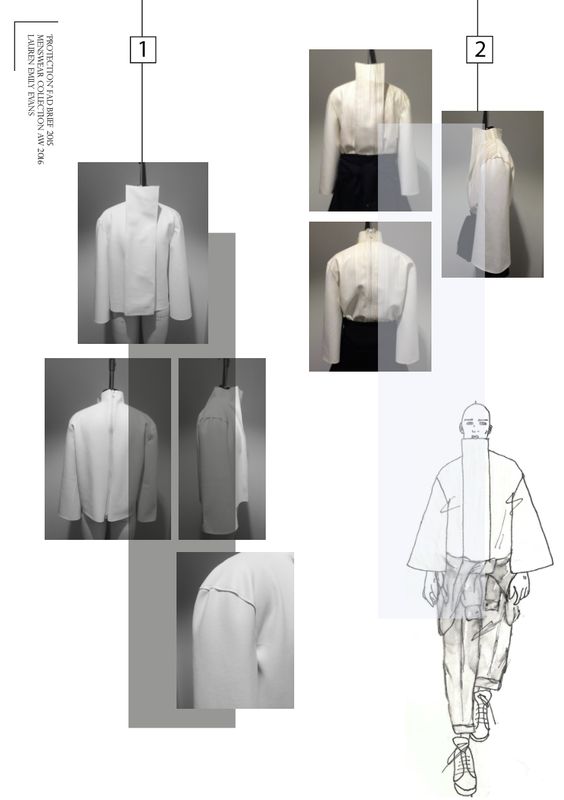 'PROTECTION' FAD BRIEF 2015
MENSWEAR COLLECTION AW 2016
LAUREN EMILY EVANS
1
2